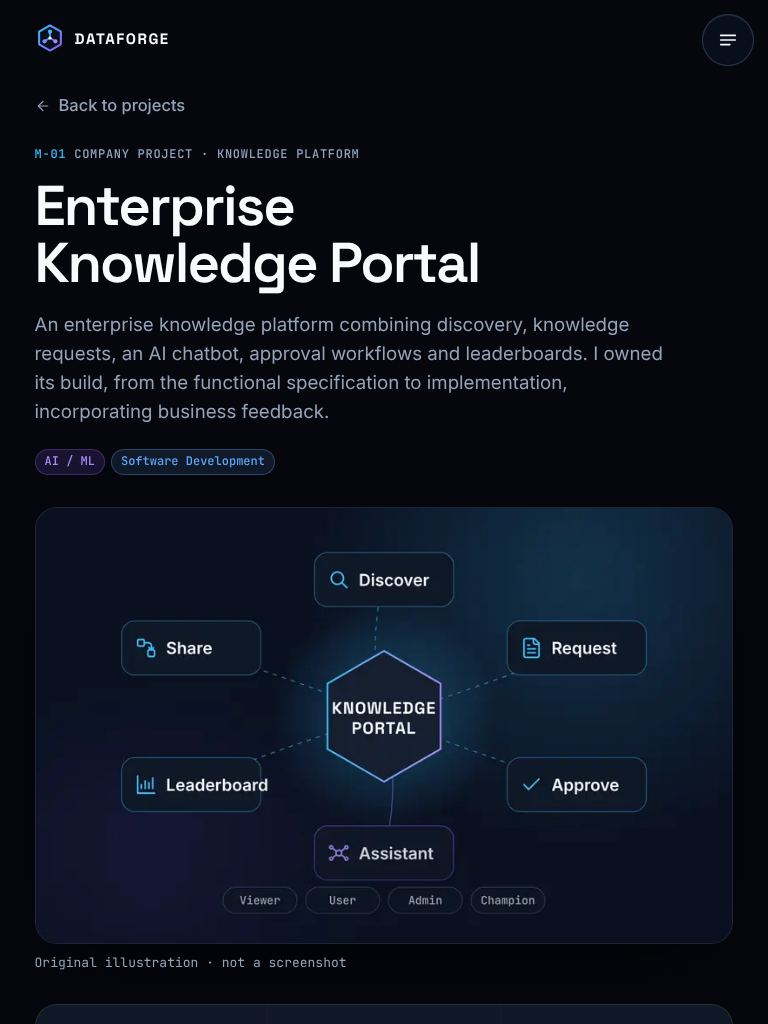 DATAFORGE
Back to projects
M-01 COMPANY PROJECT · KNOWLEDGE PLATFORM
Enterprise
Knowledge Portal
An enterprise knowledge platform combining discovery, knowledge
requests, an AI chatbot, approval workflows and leaderboards. I owned
its build, from the functional specification to implementation,
incorporating business feedback.
AI / ML
Software Development
Discover
Share
Request
KNOWLEDGE
PORTAL
Leaderboard
Approve
Assistant
Viewer
User
Admin
Champion
Original illustration · not a screenshot